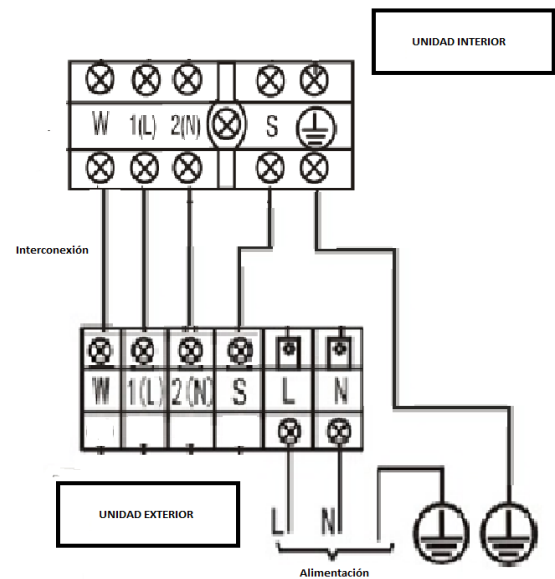 UNIDAD INTERIOR
W 1(L) 2(N) S
Interconexión
W 1(L) 2(N) S L N
UNIDAD EXTERIOR
L N
Alimentación